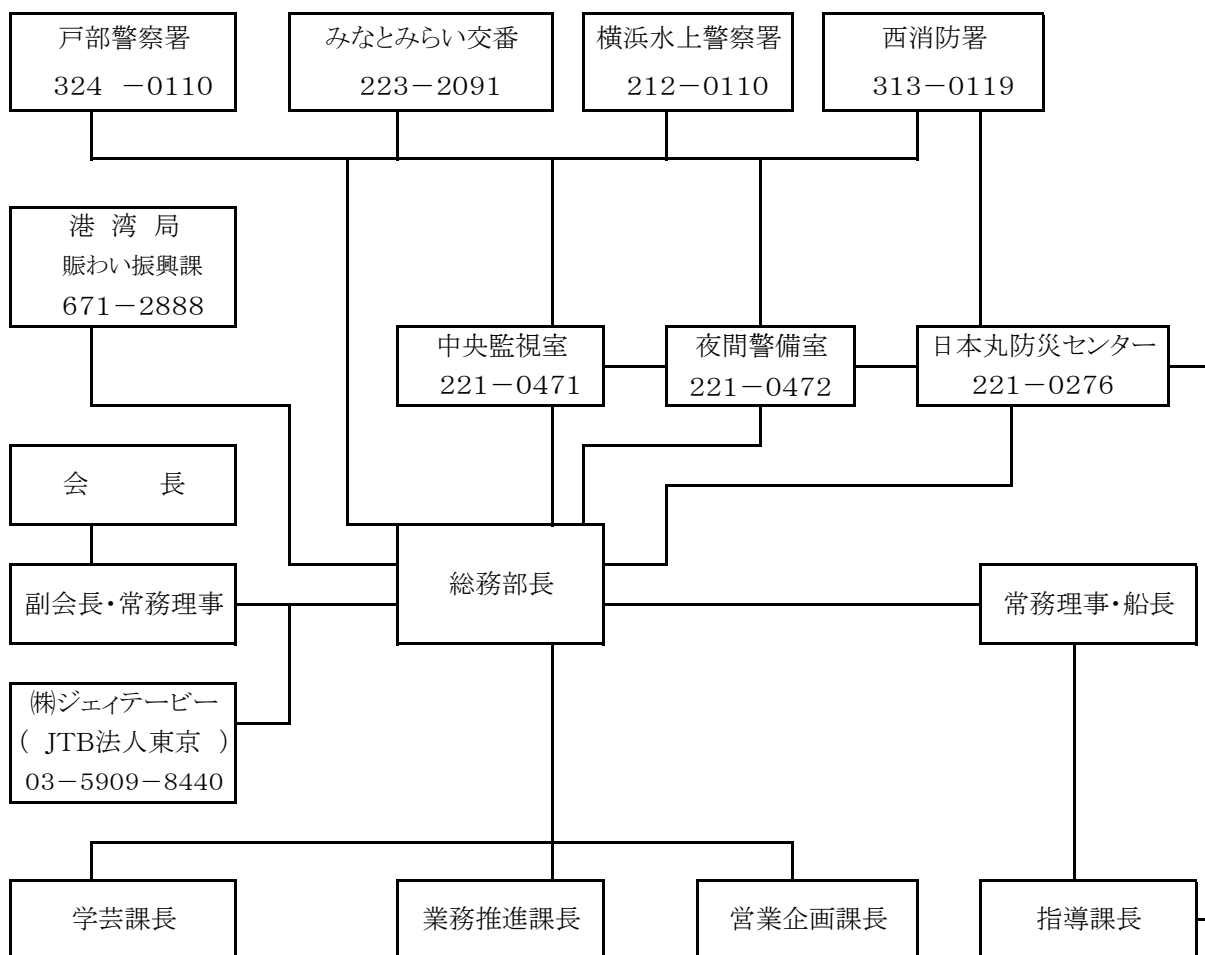 戸部警察署
324 －0110
みなとみらい交番
223－2091
横浜水上警察署
212－0110
西消防署
313－0119
港 湾 局
賑わい振興課
671－2888
中央監視室
221－0471
夜間警備室
221－0472
日本丸防災センター
221－0276
会　　長
副会長・常務理事
総務部長
常務理事・船長
㈱ジェィテービー
( JTB法人東京 )
03－5909－8440
学芸課長
業務推進課長
営業企画課長
指導課長